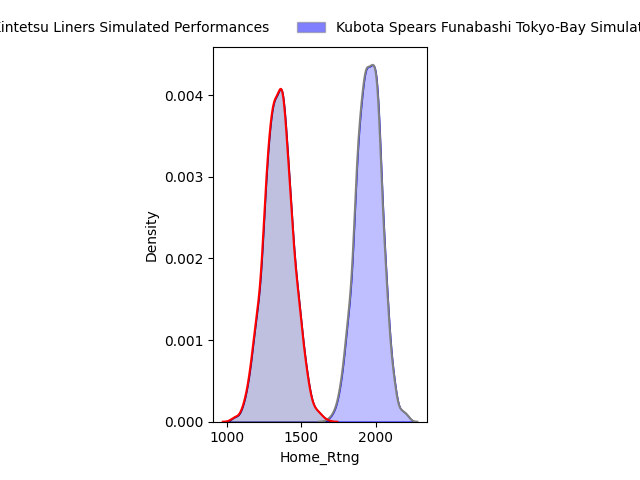 intetsu Liners Simulated Performances
Kubota Spears Funabashi Tokyo-Bay Simulat
0.004
0.003
0.002
0.001
0.000
Density
1000 1500 2000
Home_Rtng